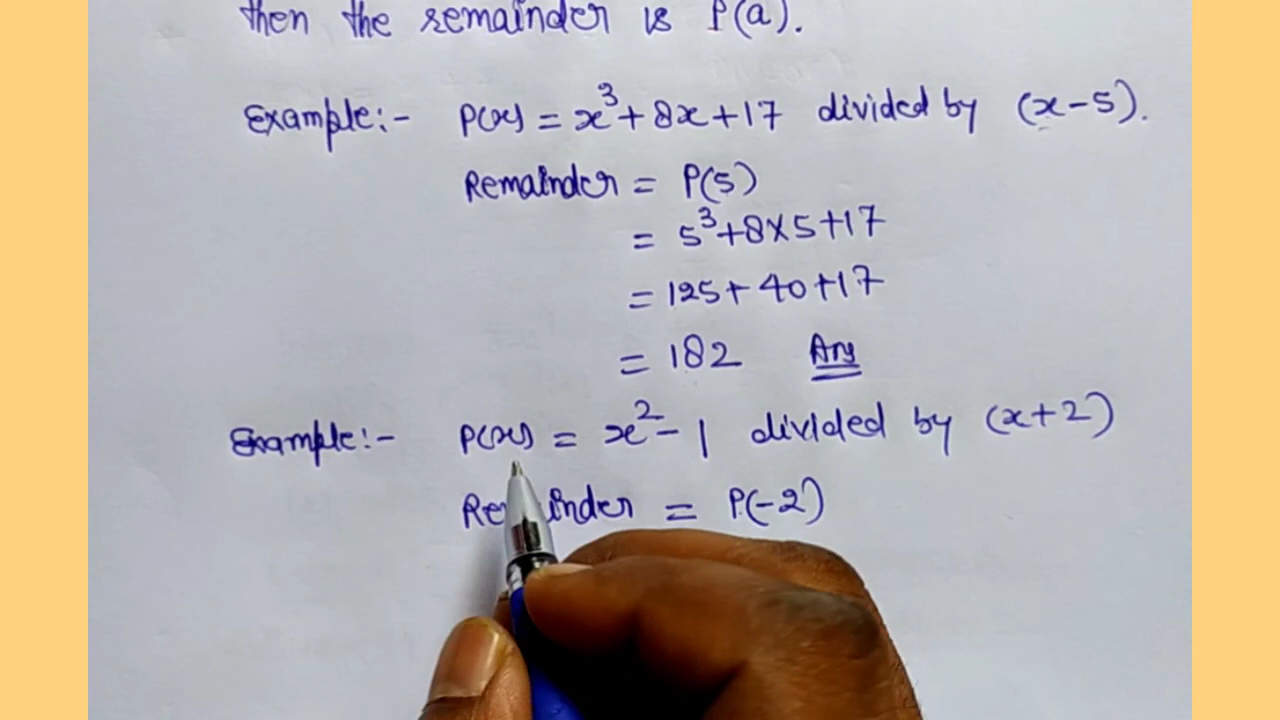 then the remainder is P(a).
Example:- P(x) = x³+8x+17 divided by (x-5).
Remainder = P(5)
= 5³+8×5+17
= 125+40+17
= 182 Ans
Example:- P(x) = x²-1 divided by (x+2)
Remainder = P(-2)